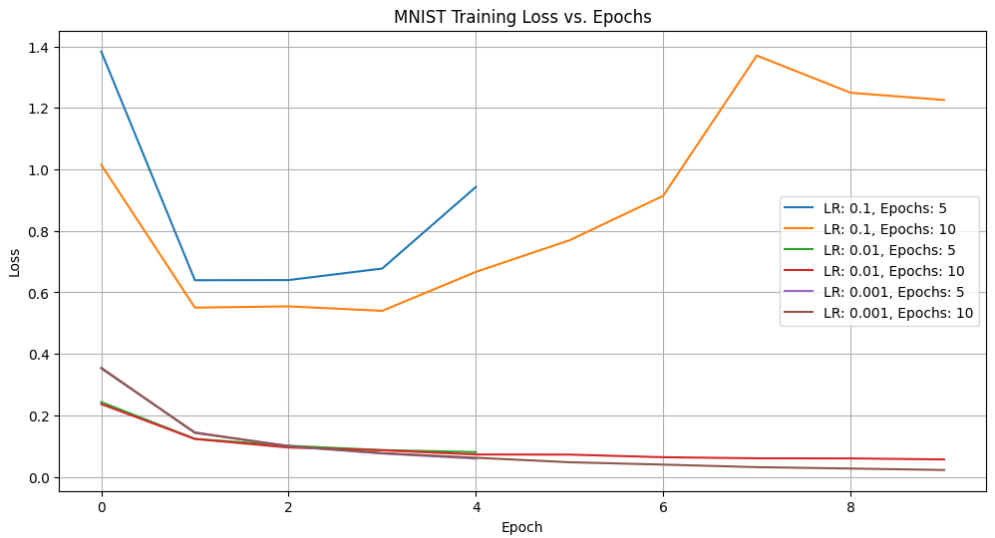 MNIST Training Loss vs. Epochs
1.4
1.2
1.0
0.8
0.6
0.4
0.2
0.0
Loss
LR: 0.1, Epochs: 5
LR: 0.1, Epochs: 10
LR: 0.01, Epochs: 5
LR: 0.01, Epochs: 10
LR: 0.001, Epochs: 5
LR: 0.001, Epochs: 10
0 2 4 6 8
Epoch